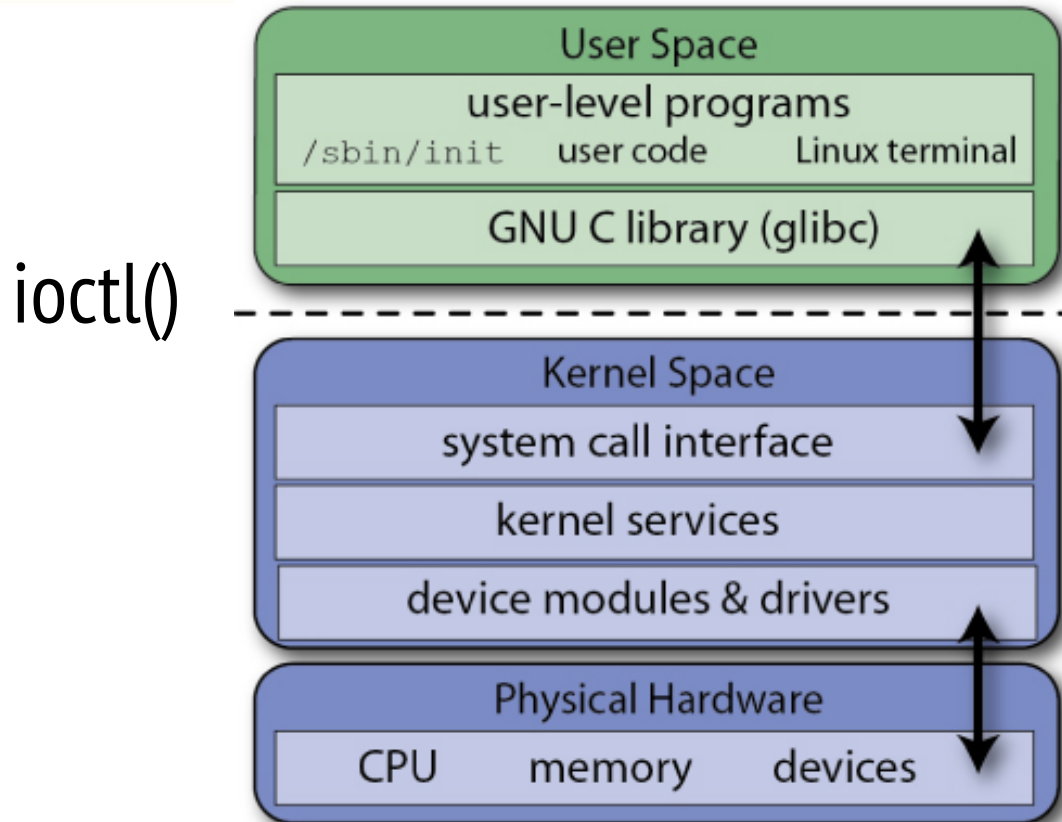 User Space
user-level programs
/sbin/init user code Linux terminal
GNU C library (glibc)
ioctl()
Kernel Space
system call interface
kernel services
device modules & drivers
Physical Hardware
CPU memory devices